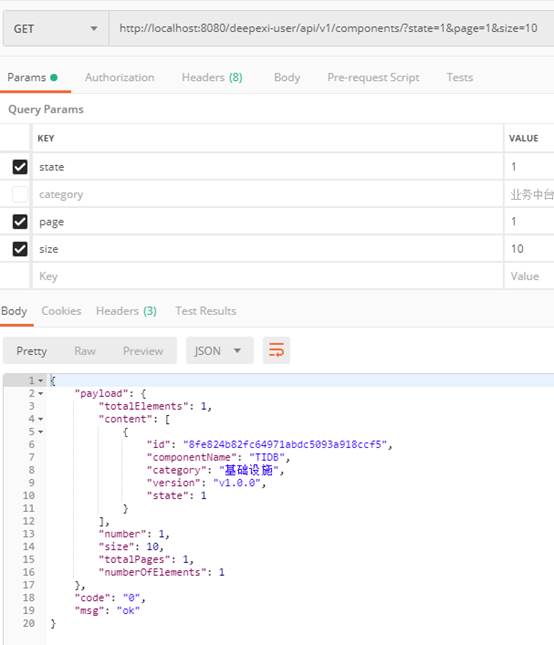 GET http://localhost:8080/deepexi-user/api/v1/components/?state=1&page=1&size=10
Params Authorization Headers (8) Body Pre-request Script Tests
Query Params
KEY VALUE
state 1
category 业务中台
page 1
size 10
Key Value
Body Cookies Headers (3) Test Results
Pretty Raw Preview JSON
1 {
2 "payload": {
3 "totalElements": 1,
4 "content": [
5 {
6 "id": "8fe824b82fc64971abdc5093a918ccf5",
7 "componentName": "TIDB",
8 "category": "基础设施",
9 "version": "v1.0.0",
10 "state": 1
11 }
12 ],
13 "number": 1,
14 "size": 10,
15 "totalPages": 1,
16 "numberOfElements": 1
17 },
18 "code": "0",
19 "msg": "ok"
20 }